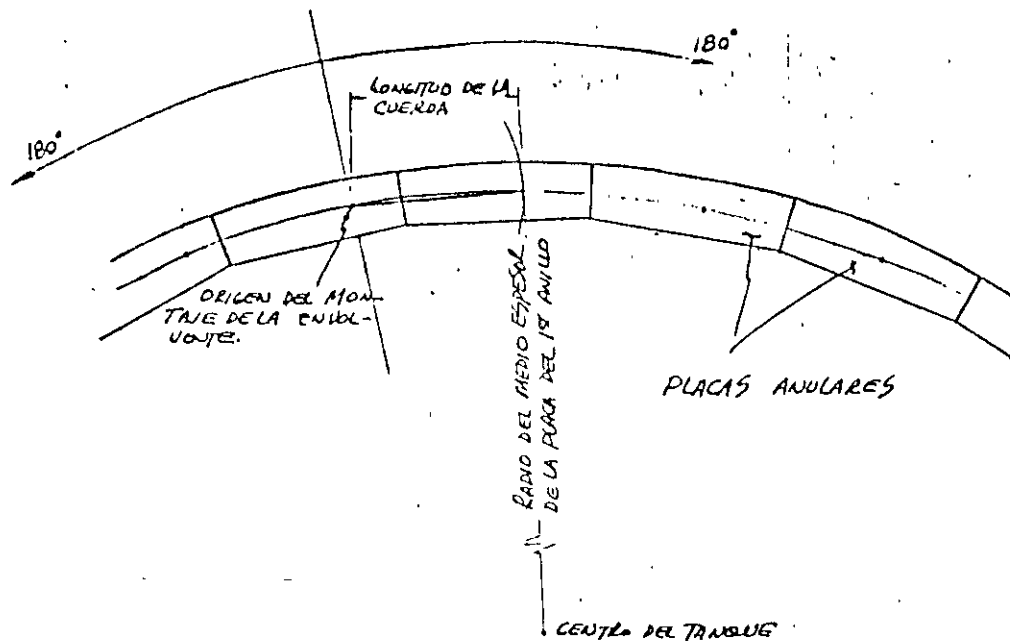 180°
LONGITUD DE LA
CUERDA
180°
ORIGEN DEL MON-
TAJE DE LA ENVOL-
VENTE.
RADIO DEL MEDIO ESPESOR
DE LA PLACA DEL 1er ANILLO
PLACAS ANULARES
CENTRO DEL TANQUE